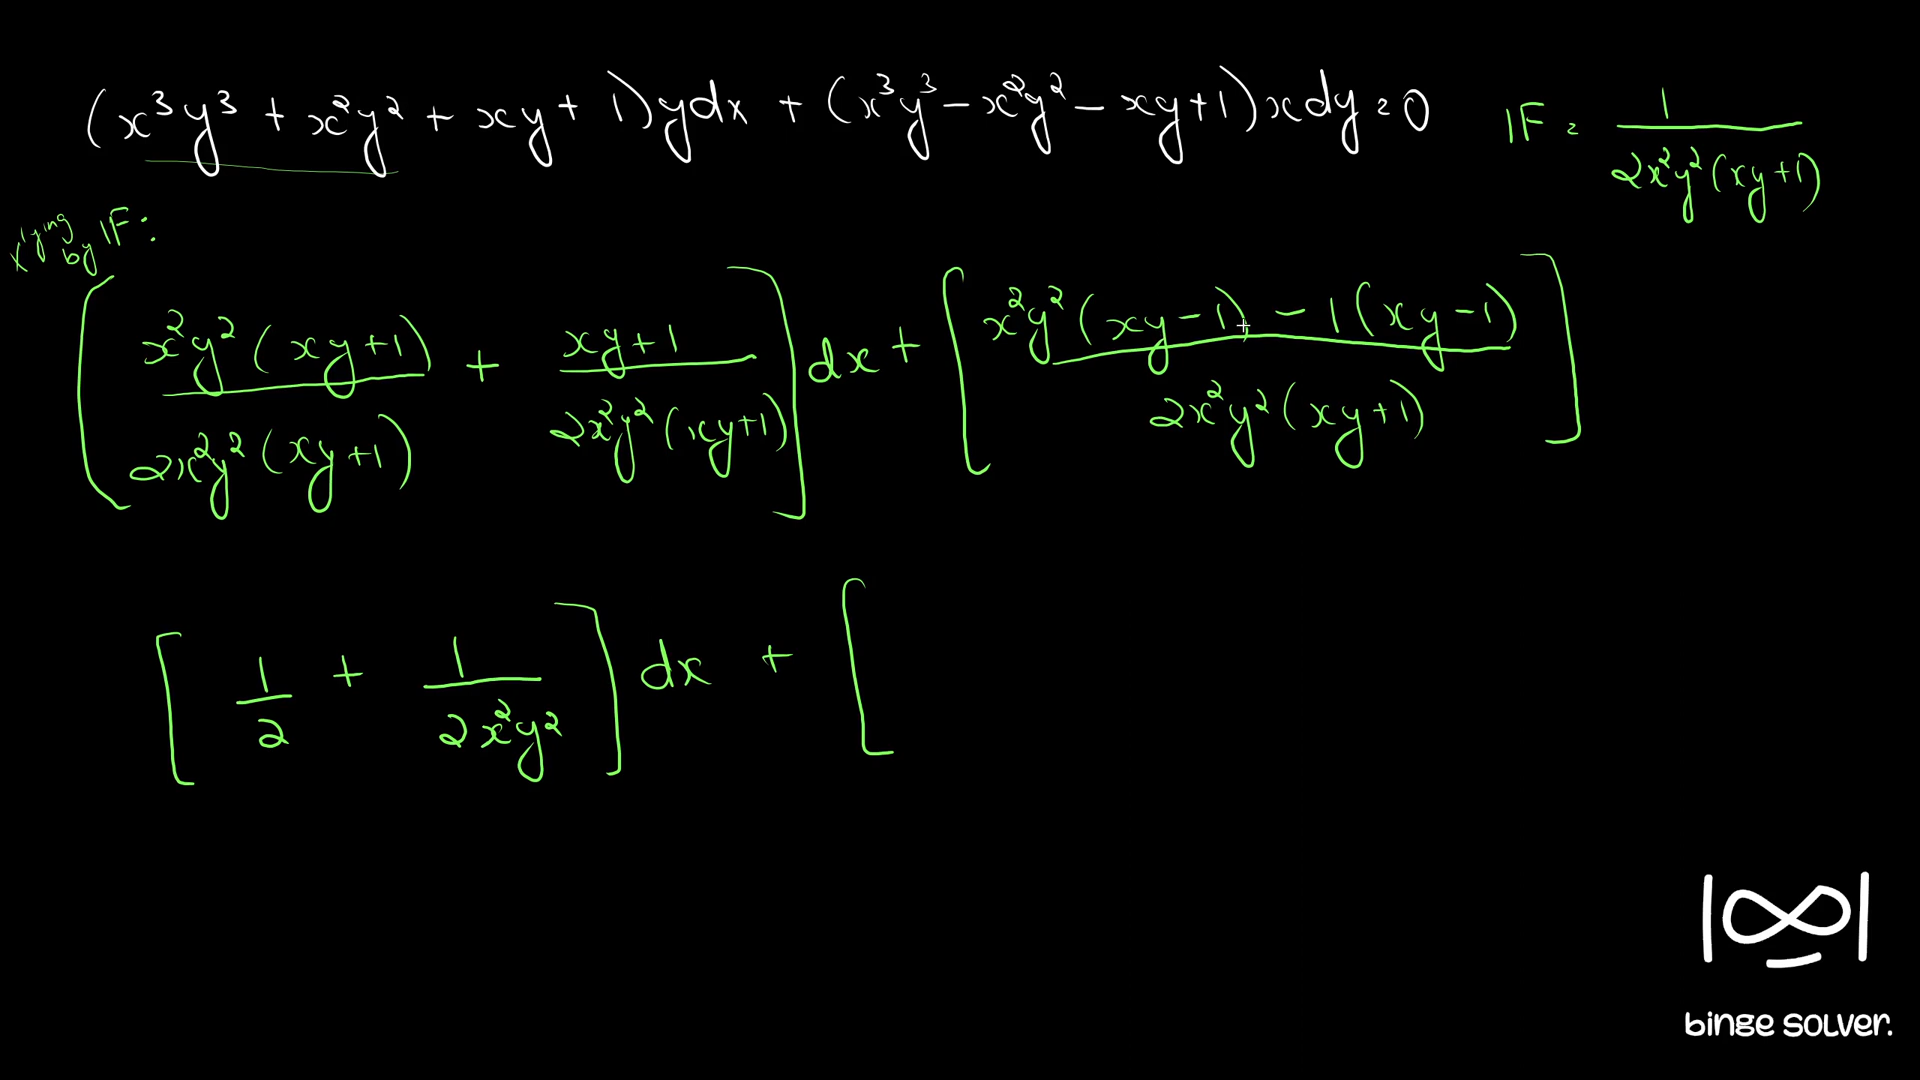 (x³y³ + x²y² + xy + 1)ydx + (x³y³ - x²y² - xy + 1)xdy = 0    IF = 1/(2x²y²(xy+1))
x'ying by IF:
[x²y²(xy+1)/(2x²y²(xy+1)) + (xy+1)/(2x²y²(xy+1))] dx + [(x²y²(xy-1) - 1(xy-1))/(2x²y²(xy+1))]
[1/2 + 1/(2x²y²)] dx + [
binge solver.